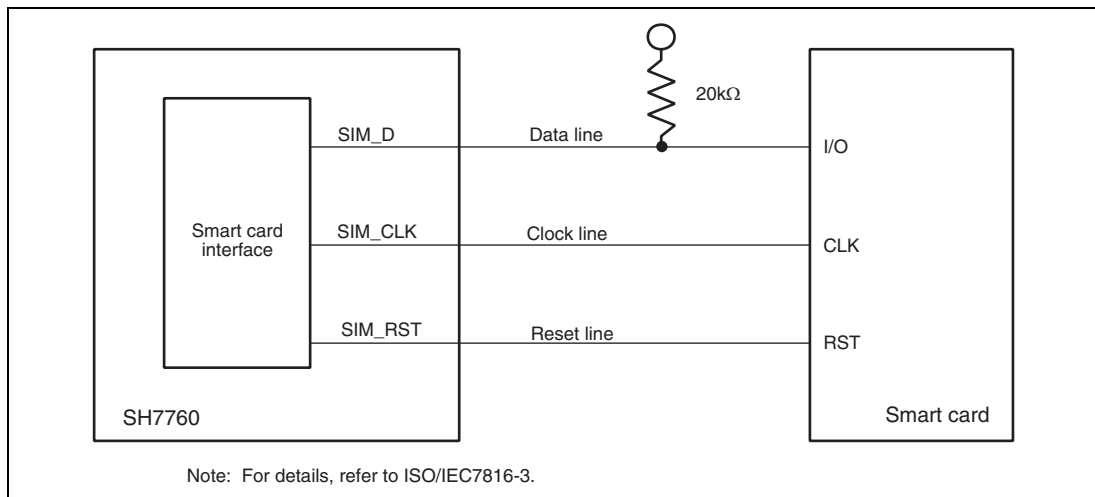 20kΩ
SIM_D
Data line
I/O
Smart card
interface
SIM_CLK
Clock line
CLK
SIM_RST
Reset line
RST
SH7760
Smart card
Note: For details, refer to ISO/IEC7816-3.